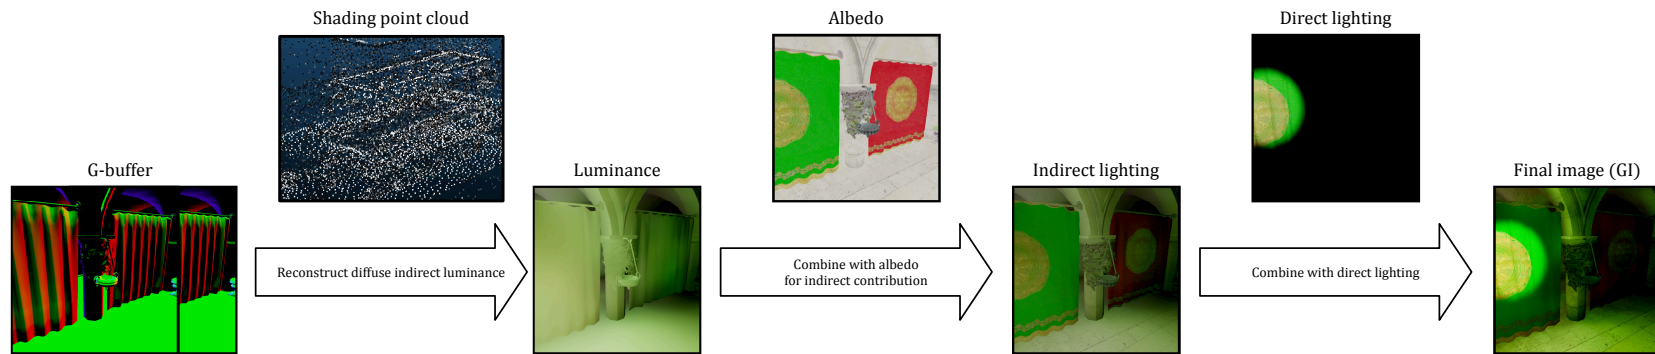 Shading point cloud
Albedo
Direct lighting
G-buffer
Luminance
Indirect lighting
Final image (GI)
Reconstruct diffuse indirect luminance
Combine with albedo
for indirect contribution
Combine with direct lighting